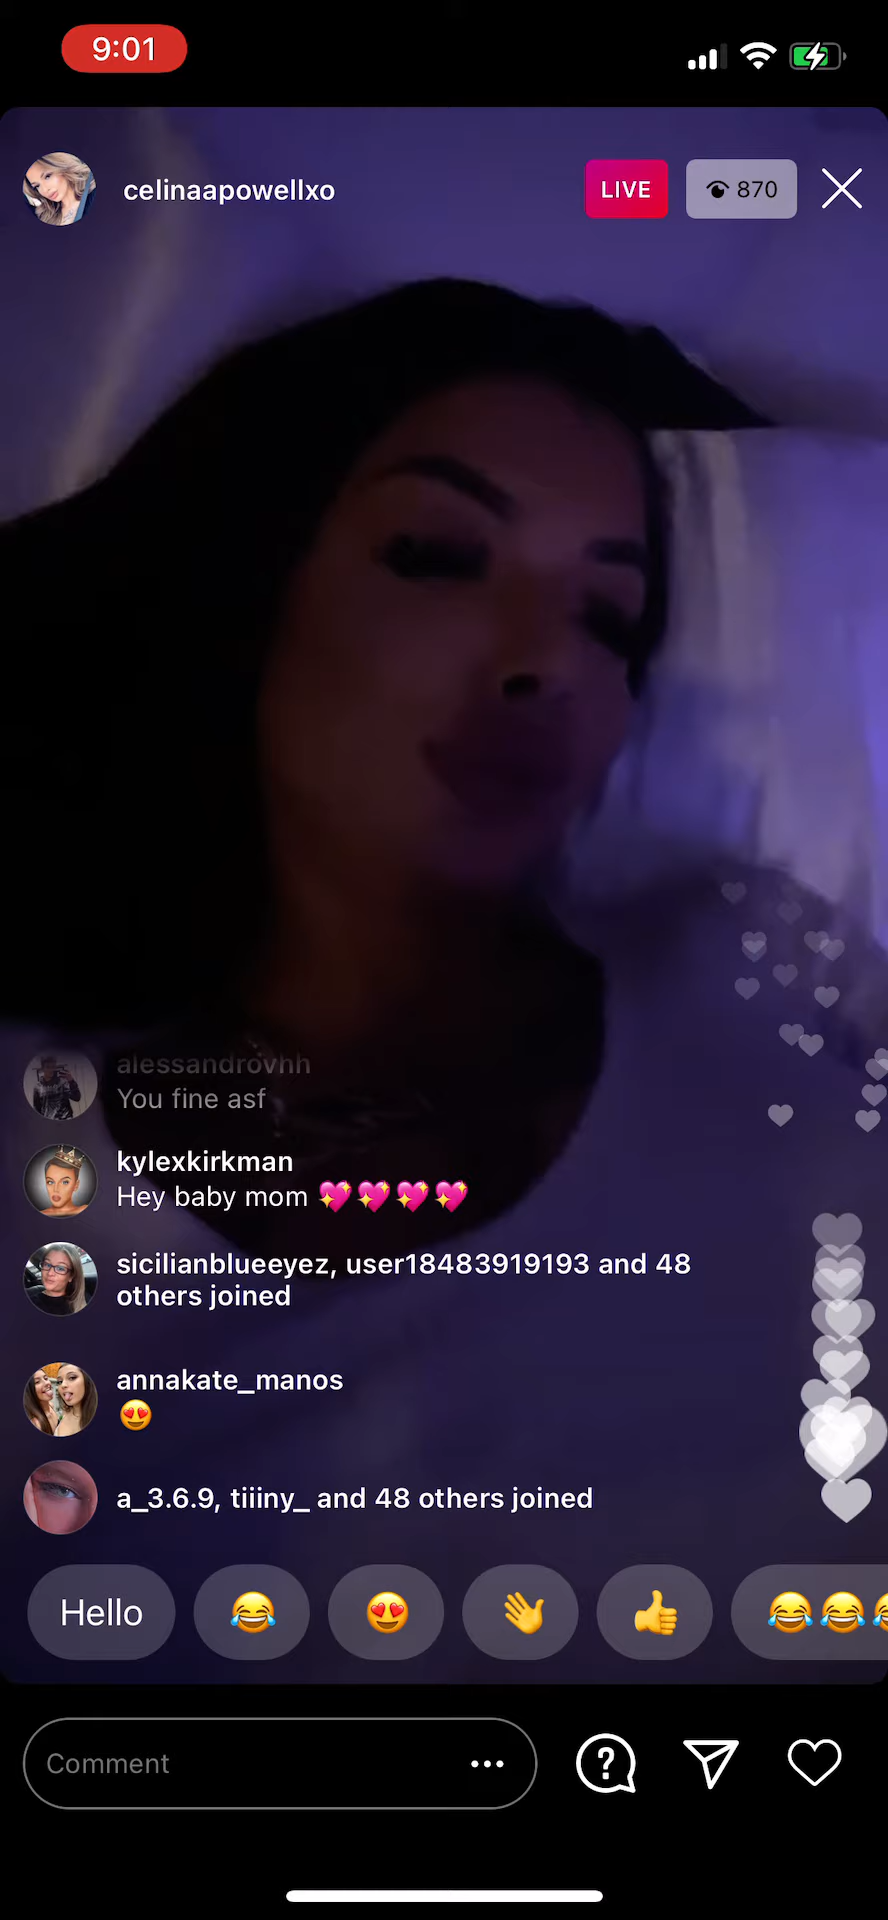 9:01
celinaapowellxo
LIVE 870
alessandrovhh
You fine asf
kylexkirkman
Hey baby mom 💖💖💖💖
sicilianblueeyez, user18483919193 and 48
others joined
annakate_manos
😍
a_3.6.9, tiiiny_ and 48 others joined
Hello 😂 😍 👋 👍 😂😂😂
Comment